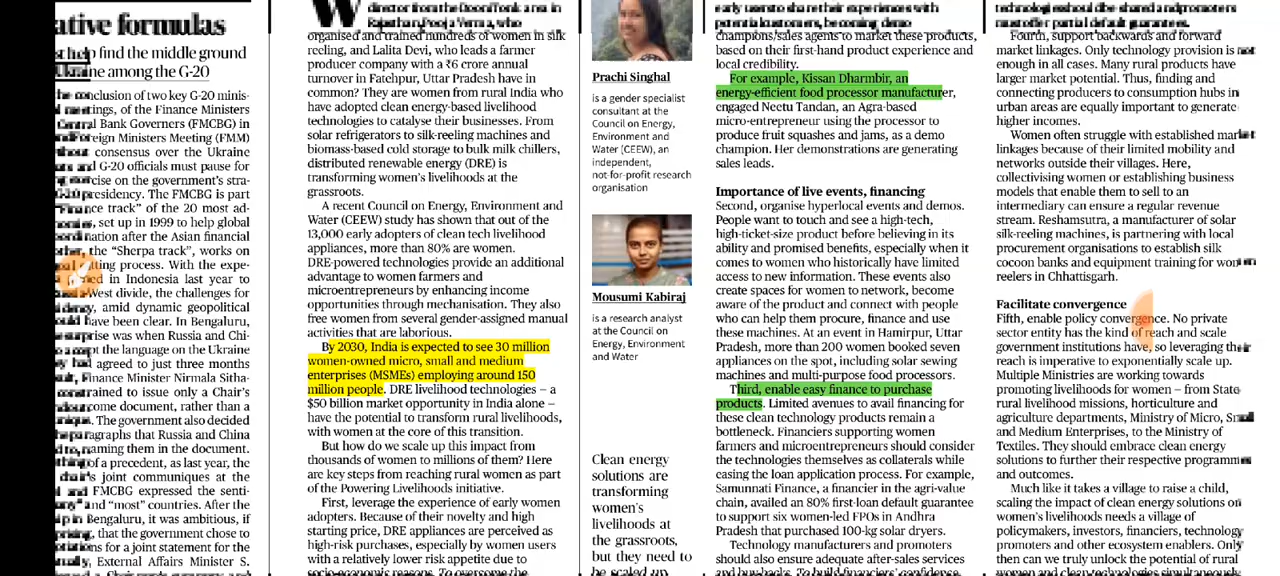 ative formulas
help find the middle ground
ne among the G-20
conclusion of two key G-20 minis-
of the Finance Ministers
Central Bank Governers (FMCBG) in
Foreign Ministers Meeting (FMM)
consensus over the Ukraine
and G-20 officials must pause for
on the government's stra-
presidency. The FMCBG is part
track" of the 20 most ad-
set up in 1999 to help global
after the Asian financial
the "Sherpa track", works on
process. With the expe-
in Indonesia last year to
West divide, the challenges for
amid dynamic geopolitical
have been clear. In Bengaluru,
was when Russia and Chi-
the language on the Ukraine
had agreed to just three months
Finance Minister Nirmala Sitha-
to issue only a Chair's
document, rather than a
The government also decided
paragraphs that Russia and China
naming them in the document.
of a precedent, as last year, the
joint communiques at the
and FMCBG expressed the senti-
and "most" countries. After the
in Bengaluru, it was ambitious, if
that the government chose to
for a joint statement for the
External Affairs Minister S.
W
director from the Doon Tonk area in
Rajasthan, Pooja Verma, who
organised and trained hundreds of women in silk
reeling, and Lalita Devi, who leads a farmer
producer company with a ₹6 crore annual
turnover in Fatehpur, Uttar Pradesh have in
common? They are women from rural India who
have adopted clean energy-based livelihood
technologies to catalyse their businesses. From
solar refrigerators to silk-reeling machines and
biomass-based cold storage to bulk milk chillers,
distributed renewable energy (DRE) is
transforming women's livelihoods at the
grassroots.
A recent Council on Energy, Environment and
Water (CEEW) study has shown that out of the
13,000 early adopters of clean tech livelihood
appliances, more than 80% are women.
DRE-powered technologies provide an additional
advantage to women farmers and
microentrepreneurs by enhancing income
opportunities through mechanisation. They also
free women from several gender-assigned manual
activities that are laborious.
By 2030, India is expected to see 30 million
women-owned micro, small and medium
enterprises (MSMEs) employing around 150
million people. DRE livelihood technologies — a
$50 billion market opportunity in India alone —
have the potential to transform rural livelihoods,
with women at the core of this transition.
But how do we scale up this impact from
thousands of women to millions of them? Here
are key steps from reaching rural women as part
of the Powering Livelihoods initiative.
First, leverage the experience of early women
adopters. Because of their novelty and high
starting price, DRE appliances are perceived as
high-risk purchases, especially by women users
with a relatively lower risk appetite due to
socio-economic reasons. To overcome the
Prachi Singhal
is a gender specialist
consultant at the
Council on Energy,
Environment and
Water (CEEW), an
independent,
not-for-profit research
organisation
Mousumi Kabiraj
is a research analyst
at the Council on
Energy, Environment
and Water
Clean energy
solutions are
transforming
women's
livelihoods at
the grassroots,
but they need to
be scaled up
early users to share their experiences with
potential customers, becoming demo
champions/sales agents to market these products,
based on their first-hand product experience and
local credibility.
For example, Kissan Dharmbir, an
energy-efficient food processor manufacturer,
engaged Neetu Tandan, an Agra-based
micro-entrepreneur using the processor to
produce fruit squashes and jams, as a demo
champion. Her demonstrations are generating
sales leads.
Importance of live events, financing
Second, organise hyperlocal events and demos.
People want to touch and see a high-tech,
high-ticket-size product before believing in its
ability and promised benefits, especially when it
comes to women who historically have limited
access to new information. These events also
create spaces for women to network, become
aware of the product and connect with people
who can help them procure, finance and use
these machines. At an event in Hamirpur, Uttar
Pradesh, more than 200 women booked seven
appliances on the spot, including solar sewing
machines and multi-purpose food processors.
Third, enable easy finance to purchase
products. Limited avenues to avail financing for
these clean technology products remain a
bottleneck. Financiers supporting women
farmers and microentrepreneurs should consider
the technologies themselves as collaterals while
easing the loan application process. For example,
Samunnati Finance, a financier in the agri-value
chain, availed an 80% first-loan default guarantee
to support six women-led FPOs in Andhra
Pradesh that purchased 100-kg solar dryers.
Technology manufacturers and promoters
should also ensure adequate after-sales services
and buy-backs. To build financiers' confidence
technologies should be shared and promoters
must offer partial default guarantees.
Fourth, support backwards and forward
market linkages. Only technology provision is not
enough in all cases. Many rural products have
larger market potential. Thus, finding and
connecting producers to consumption hubs in
urban areas are equally important to generate
higher incomes.
Women often struggle with established market
linkages because of their limited mobility and
networks outside their villages. Here,
collectivising women or establishing business
models that enable them to sell to an
intermediary can ensure a regular revenue
stream. Reshamsutra, a manufacturer of solar
silk-reeling machines, is partnering with local
procurement organisations to establish silk
cocoon banks and equipment training for women
reelers in Chhattisgarh.
Facilitate convergence
Fifth, enable policy convergence. No private
sector entity has the kind of reach and scale
government institutions have, so leveraging their
reach is imperative to exponentially scale up.
Multiple Ministries are working towards
promoting livelihoods for women — from State
rural livelihood missions, horticulture and
agriculture departments, Ministry of Micro, Small
and Medium Enterprises, to the Ministry of
Textiles. They should embrace clean energy
solutions to further their respective programmes
and outcomes.
Much like it takes a village to raise a child,
scaling the impact of clean energy solutions on
women's livelihoods needs a village of
policymakers, investors, financiers, technology
promoters and other ecosystem enablers. Only
then can we truly unlock the potential of rural
women and clean technologies simultaneously